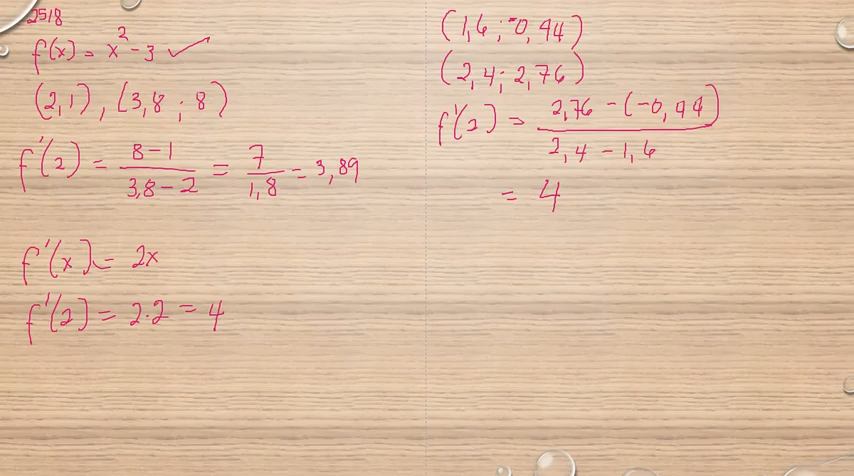 2518
f(x) = x² - 3 ✓
(2,1), (3,8 ; 8)
f'(2) = (8-1)/(3,8-2) = 7/1,8 = 3,89
f'(x) = 2x
f'(2) = 2·2 = 4
(1,6 ; -0,44)
(2,4 ; 2,76)
f'(2) = (2,76 - (-0,44))/(2,4 - 1,6)
= 4